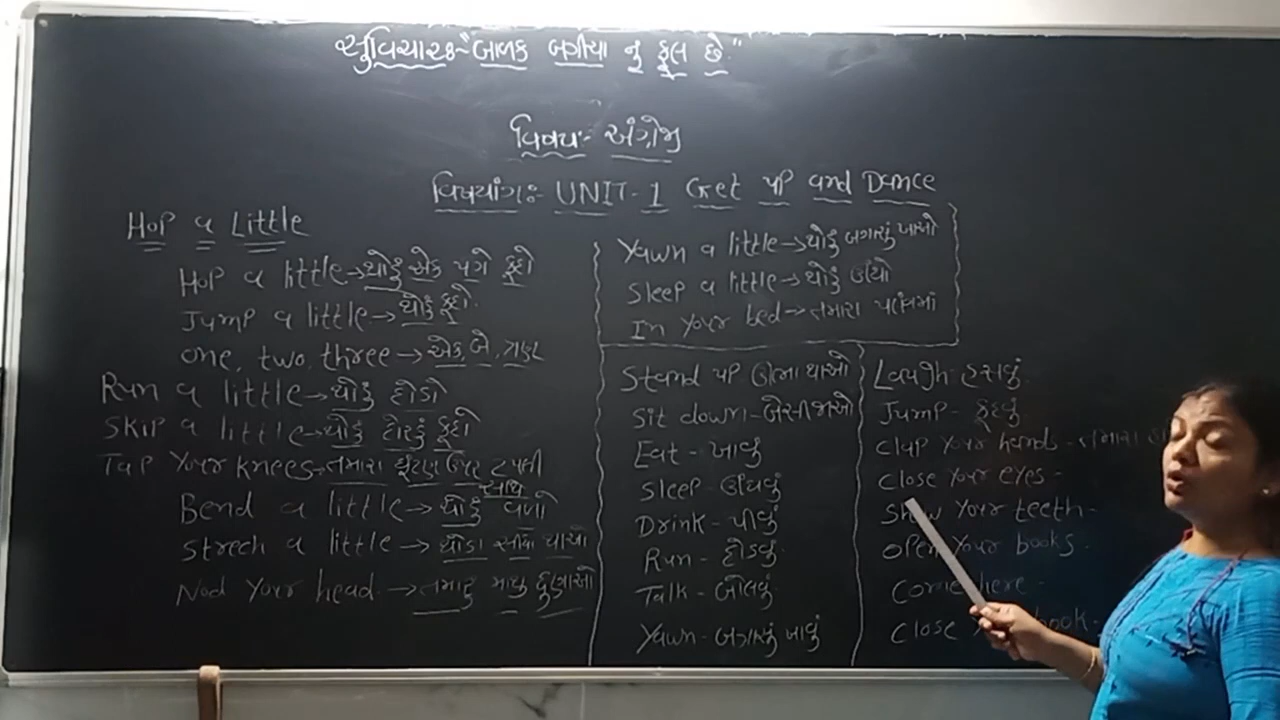 સુવિચારઃ- "બાળક બગીચા નુ ફૂલ છે"
વિષયઃ- અંગ્રેજી
વિષયાંગઃ- UNIT-1 Get UP and Dance
HoP a Little
HoP a little → થોડું એક પગે કૂદો
JumP a little → થોડું કૂદો.
one, two, three → એક, બે, ત્રણ
Run a little → થોડું દોડો
SkiP a little → થોડું દોરડું કૂદો
TaP Your knees - તમારા ઘૂંટણ ઉપર ટપલી
Bend a little → થોડું વળો
Strech a little → થોડા સીધા થાઓ
Nod Your head. → તમારુ માથુ ધુણાવો
Yawn a little → થોડું બગાસું ખાઓ
Sleep a little → થોડું ઊંઘો
In Your bed → તમારા પલંગમાં
Stand UP ઊભા થાઓ
Sit down - બેસી જાઓ
Eat - ખાવું
Sleep - ઊંઘવું
Drink - પીવું
Run - દોડવું
Talk - બોલવું
Yawn - બગાસું ખાવું
Laugh - હસવું
Jump - કૂદવું
Clap Your hands - તમારા
Close Your eyes -
Show Your teeth -
Open Your books -
Come here -
Close book -